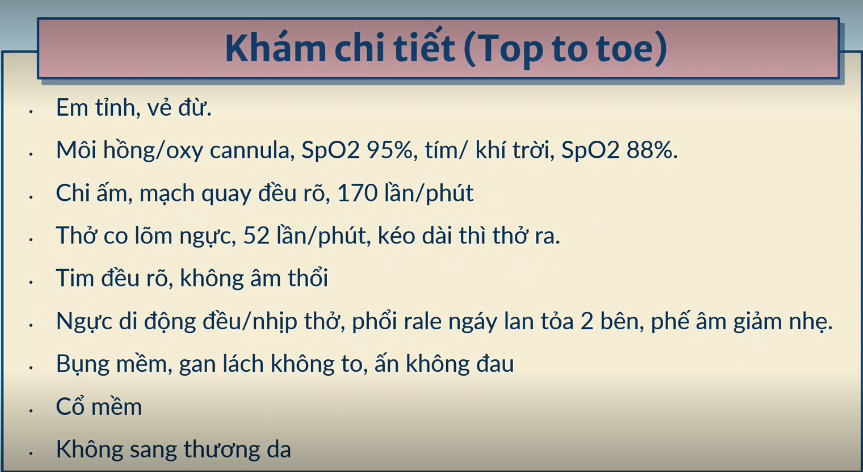 Khám chi tiết (Top to toe)
• Em tỉnh, vẻ đừ.
• Môi hồng/oxy cannula, SpO2 95%, tím/ khí trời, SpO2 88%.
• Chi ấm, mạch quay đều rõ, 170 lần/phút
• Thở co lõm ngực, 52 lần/phút, kéo dài thì thở ra.
• Tim đều rõ, không âm thổi
• Ngực di động đều/nhịp thở, phổi rale ngáy lan tỏa 2 bên, phế âm giảm nhẹ.
• Bụng mềm, gan lách không to, ấn không đau
• Cổ mềm
• Không sang thương da